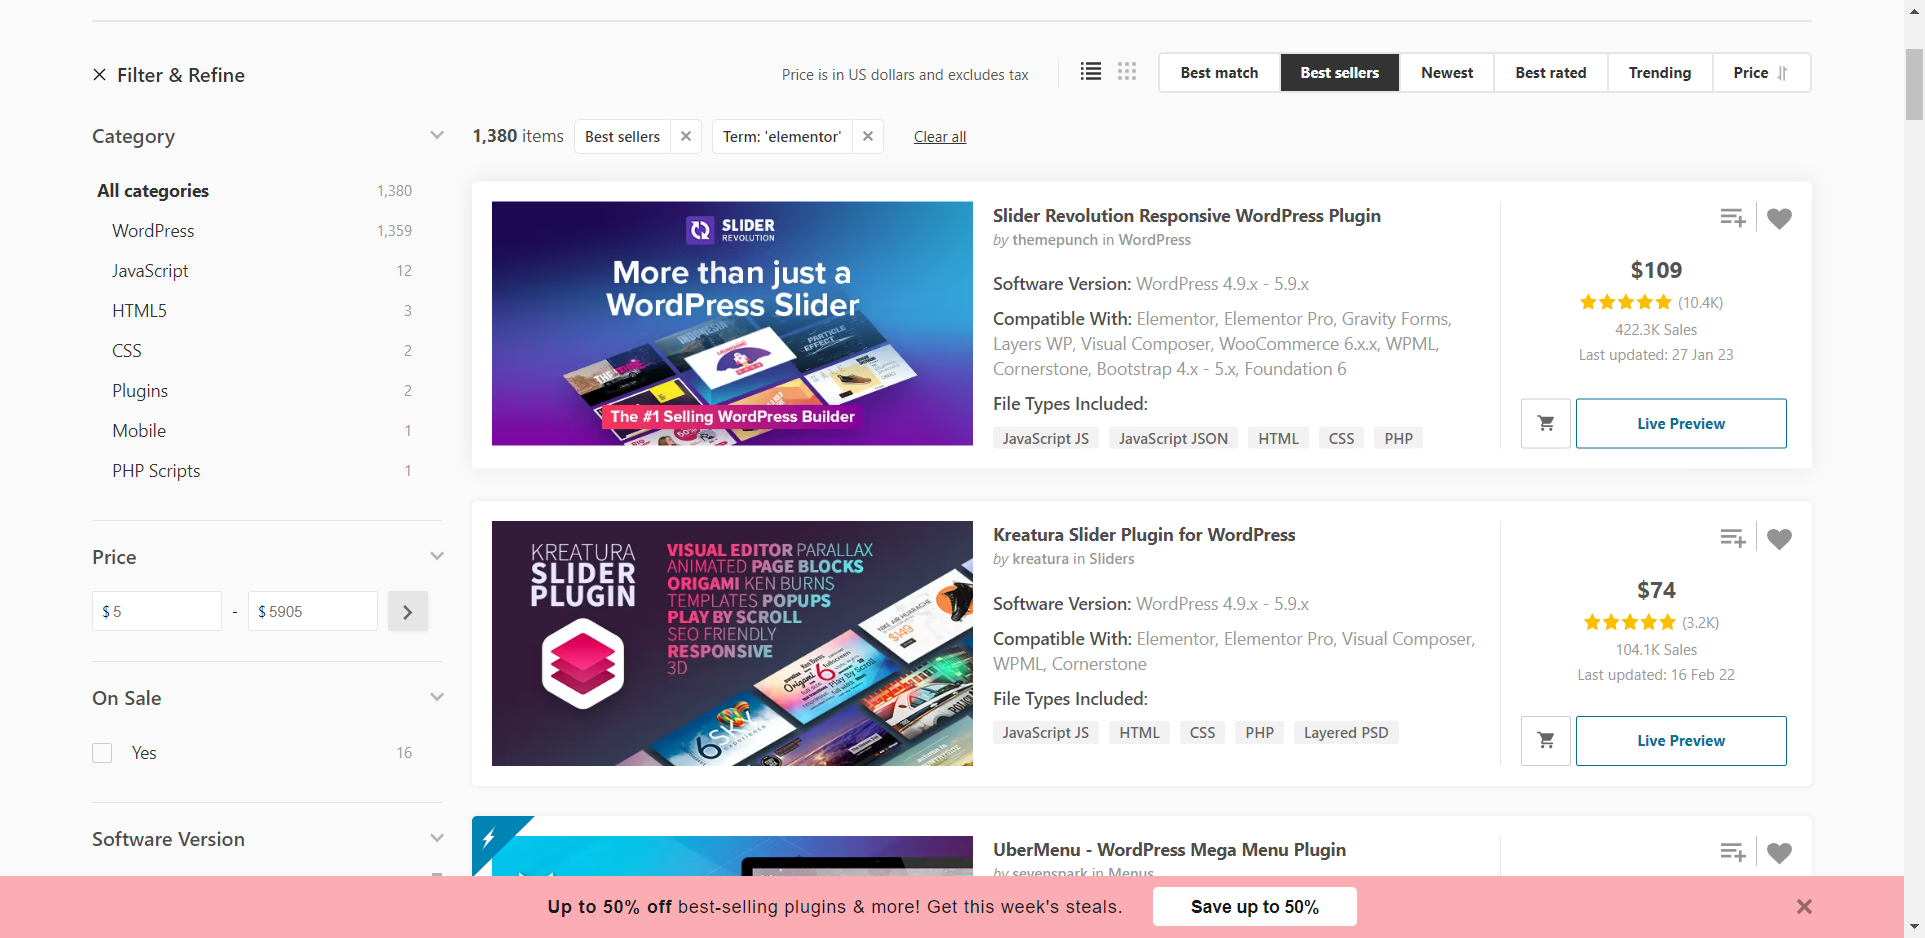 Filter & Refine
Price is in US dollars and excludes tax
Best match
Best sellers
Newest
Best rated
Trending
Price
Category
1,380 items
Best sellers
Term: 'elementor'
Clear all
All categories 1,380
WordPress 1,359
JavaScript 12
HTML5 3
CSS 2
Plugins 2
Mobile 1
PHP Scripts 1
Price
$ 5 - $ 5905
On Sale
Yes 16
Software Version
SLIDER
REVOLUTION
More than just a
WordPress Slider
The #1 Selling WordPress Builder
Slider Revolution Responsive WordPress Plugin
by themepunch in WordPress
Software Version: WordPress 4.9.x - 5.9.x
Compatible With: Elementor, Elementor Pro, Gravity Forms,
Layers WP, Visual Composer, WooCommerce 6.x.x, WPML,
Cornerstone, Bootstrap 4.x - 5.x, Foundation 6
File Types Included:
JavaScript JS
JavaScript JSON
HTML
CSS
PHP
$109
(10.4K)
422.3K Sales
Last updated: 27 Jan 23
Live Preview
KREATURA
SLIDER
PLUGIN
VISUAL EDITOR PARALLAX
ANIMATED PAGE BLOCKS
ORIGAMI KEN BURNS
TEMPLATES POPUPS
PLAY BY SCROLL
SEO FRIENDLY
RESPONSIVE
3D
NIKE AIR HUARACHE
$149
Kreatura Slider Plugin for WordPress
by kreatura in Sliders
Software Version: WordPress 4.9.x - 5.9.x
Compatible With: Elementor, Elementor Pro, Visual Composer,
WPML, Cornerstone
File Types Included:
JavaScript JS
HTML
CSS
PHP
Layered PSD
$74
(3.2K)
104.1K Sales
Last updated: 16 Feb 22
Live Preview
UberMenu - WordPress Mega Menu Plugin
by sevenspark in Menus
Up to 50% off best-selling plugins & more! Get this week's steals.
Save up to 50%